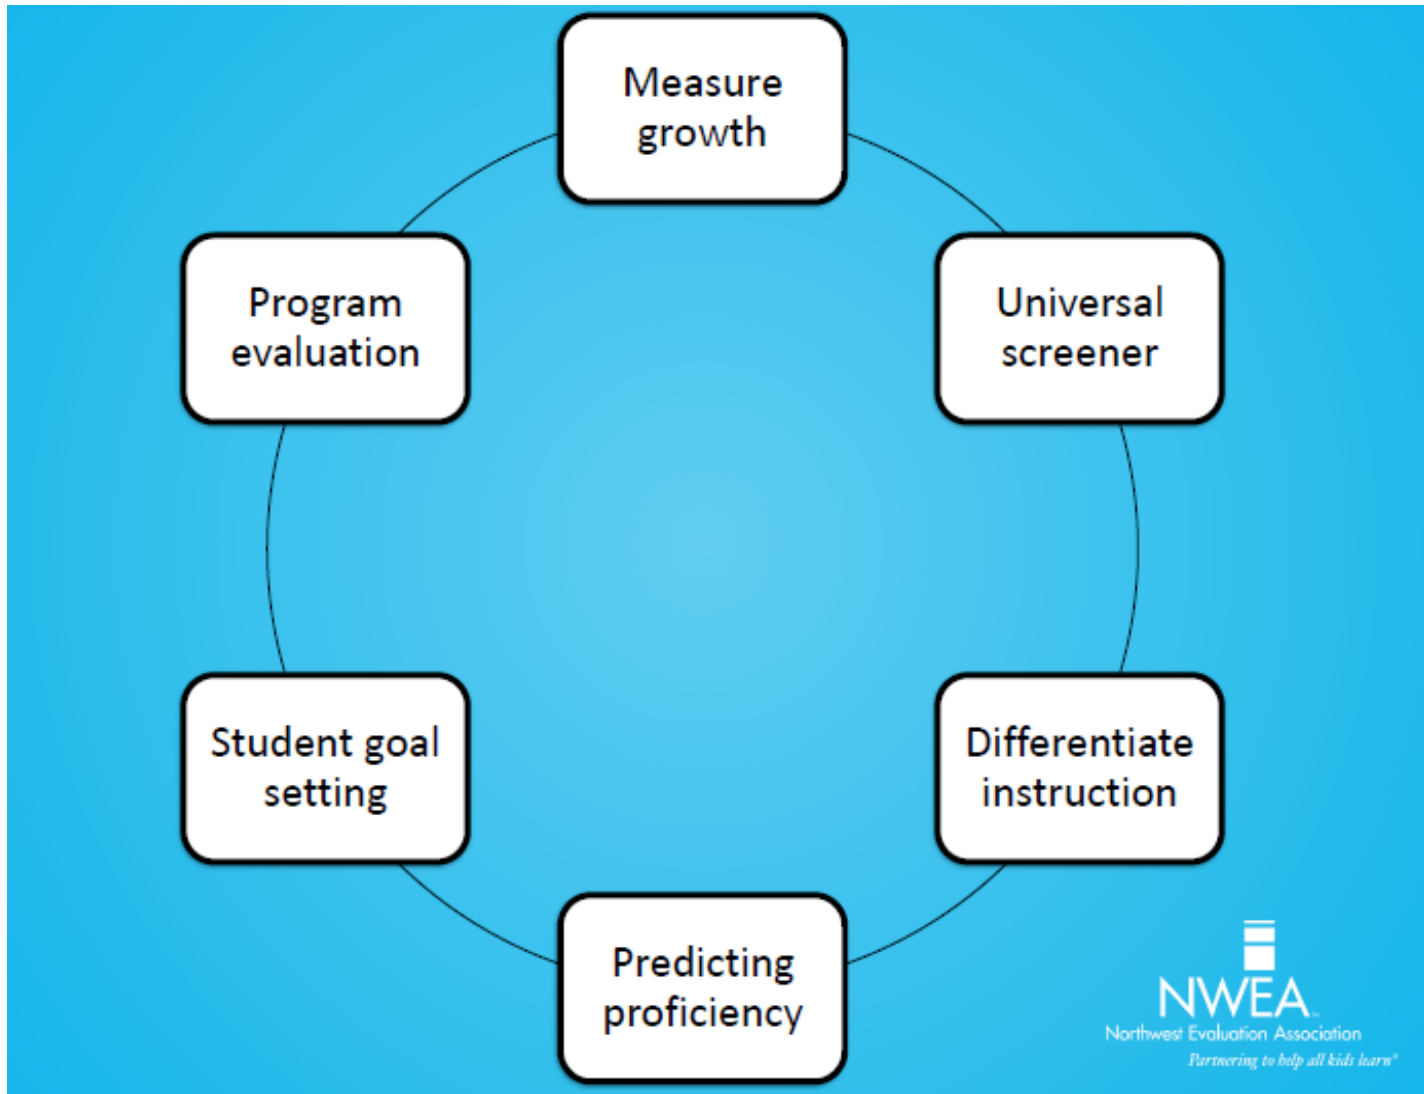 Measure
growth
Universal
screener
Differentiate
instruction
Predicting
proficiency
Student goal
setting
Program
evaluation
NWEA™
Northwest Evaluation Association
Partnering to help all kids learn®